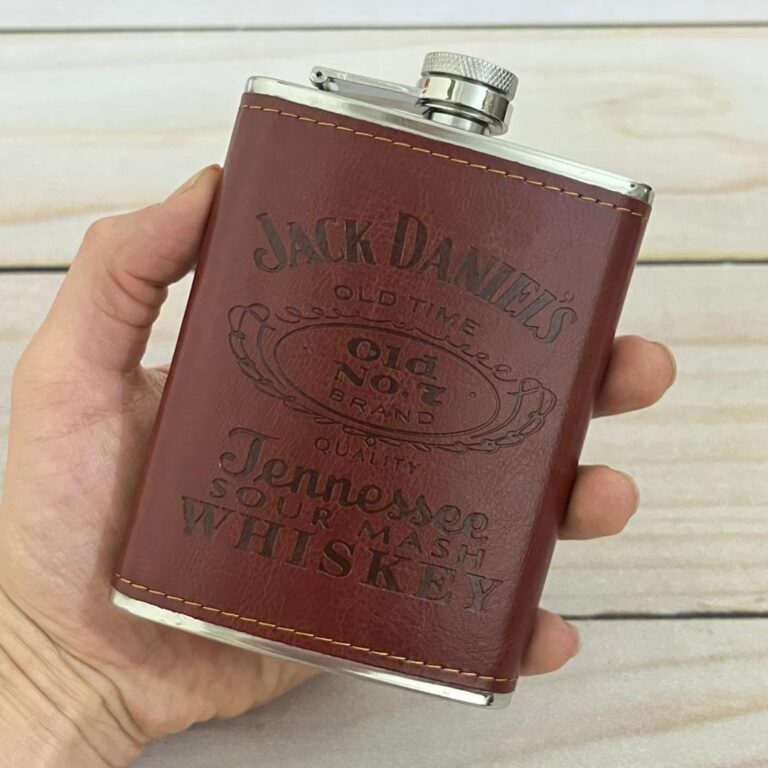 JACK DANIEL'S
OLD TIME
Old
No.7
BRAND
QUALITY
Tennessee
SOUR MASH
WHISKEY